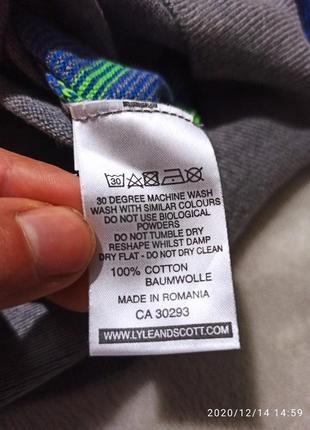 30
30 DEGREE MACHINE WASH
WASH WITH SIMILAR COLOURS
DO NOT USE BIOLOGICAL
POWDERS
DO NOT TUMBLE DRY
RESHAPE WHILST DAMP
DRY FLAT - DO NOT DRY CLEAN
100% COTTON
BAUMWOLLE
MADE IN ROMANIA
CA 30293
WWW.LYLEANDSCOTT.COM
2020/12/14 14:59